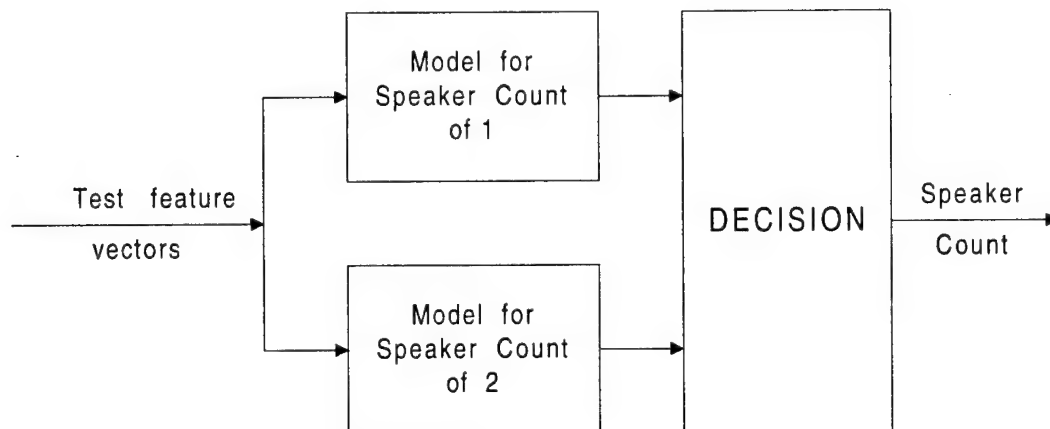 Model for
Speaker Count
of 1
Test feature
vectors
DECISION
Speaker
Count
Model for
Speaker Count
of 2